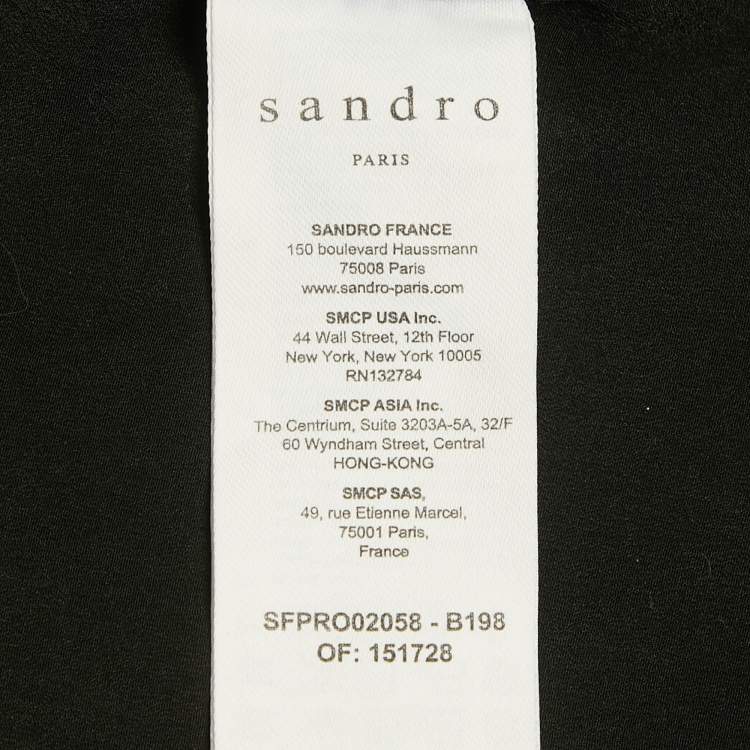 sandro
PARIS
SANDRO FRANCE
150 boulevard Haussmann
75008 Paris
www.sandro-paris.com
SMCP USA Inc.
44 Wall Street, 12th Floor
New York, New York 10005
RN132784
SMCP ASIA Inc.
The Centrium, Suite 3203A-5A, 32/F
60 Wyndham Street, Central
HONG-KONG
SMCP SAS,
49, rue Etienne Marcel,
75001 Paris,
France
SFPRO02058 - B198
OF: 151728